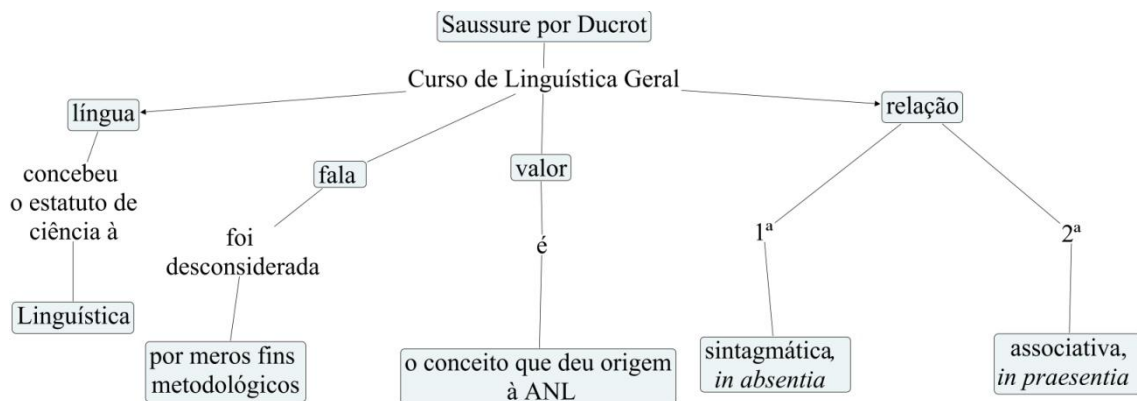 Saussure por Ducrot
Curso de Linguística Geral
língua
concebeu
o estatuto de
ciência à
Linguística
fala
foi
desconsiderada
por meros fins
metodológicos
valor
é
o conceito que deu origem
à ANL
relação
1ª
sintagmática,
in absentia
2ª
associativa,
in praesentia